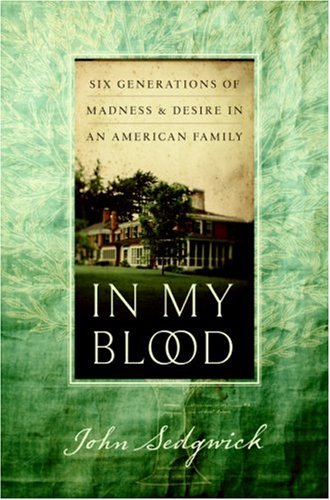 SIX GENERATIONS OF
MADNESS & DESIRE IN
AN AMERICAN FAMILY
IN MY
BLOOD
John Sedgwick